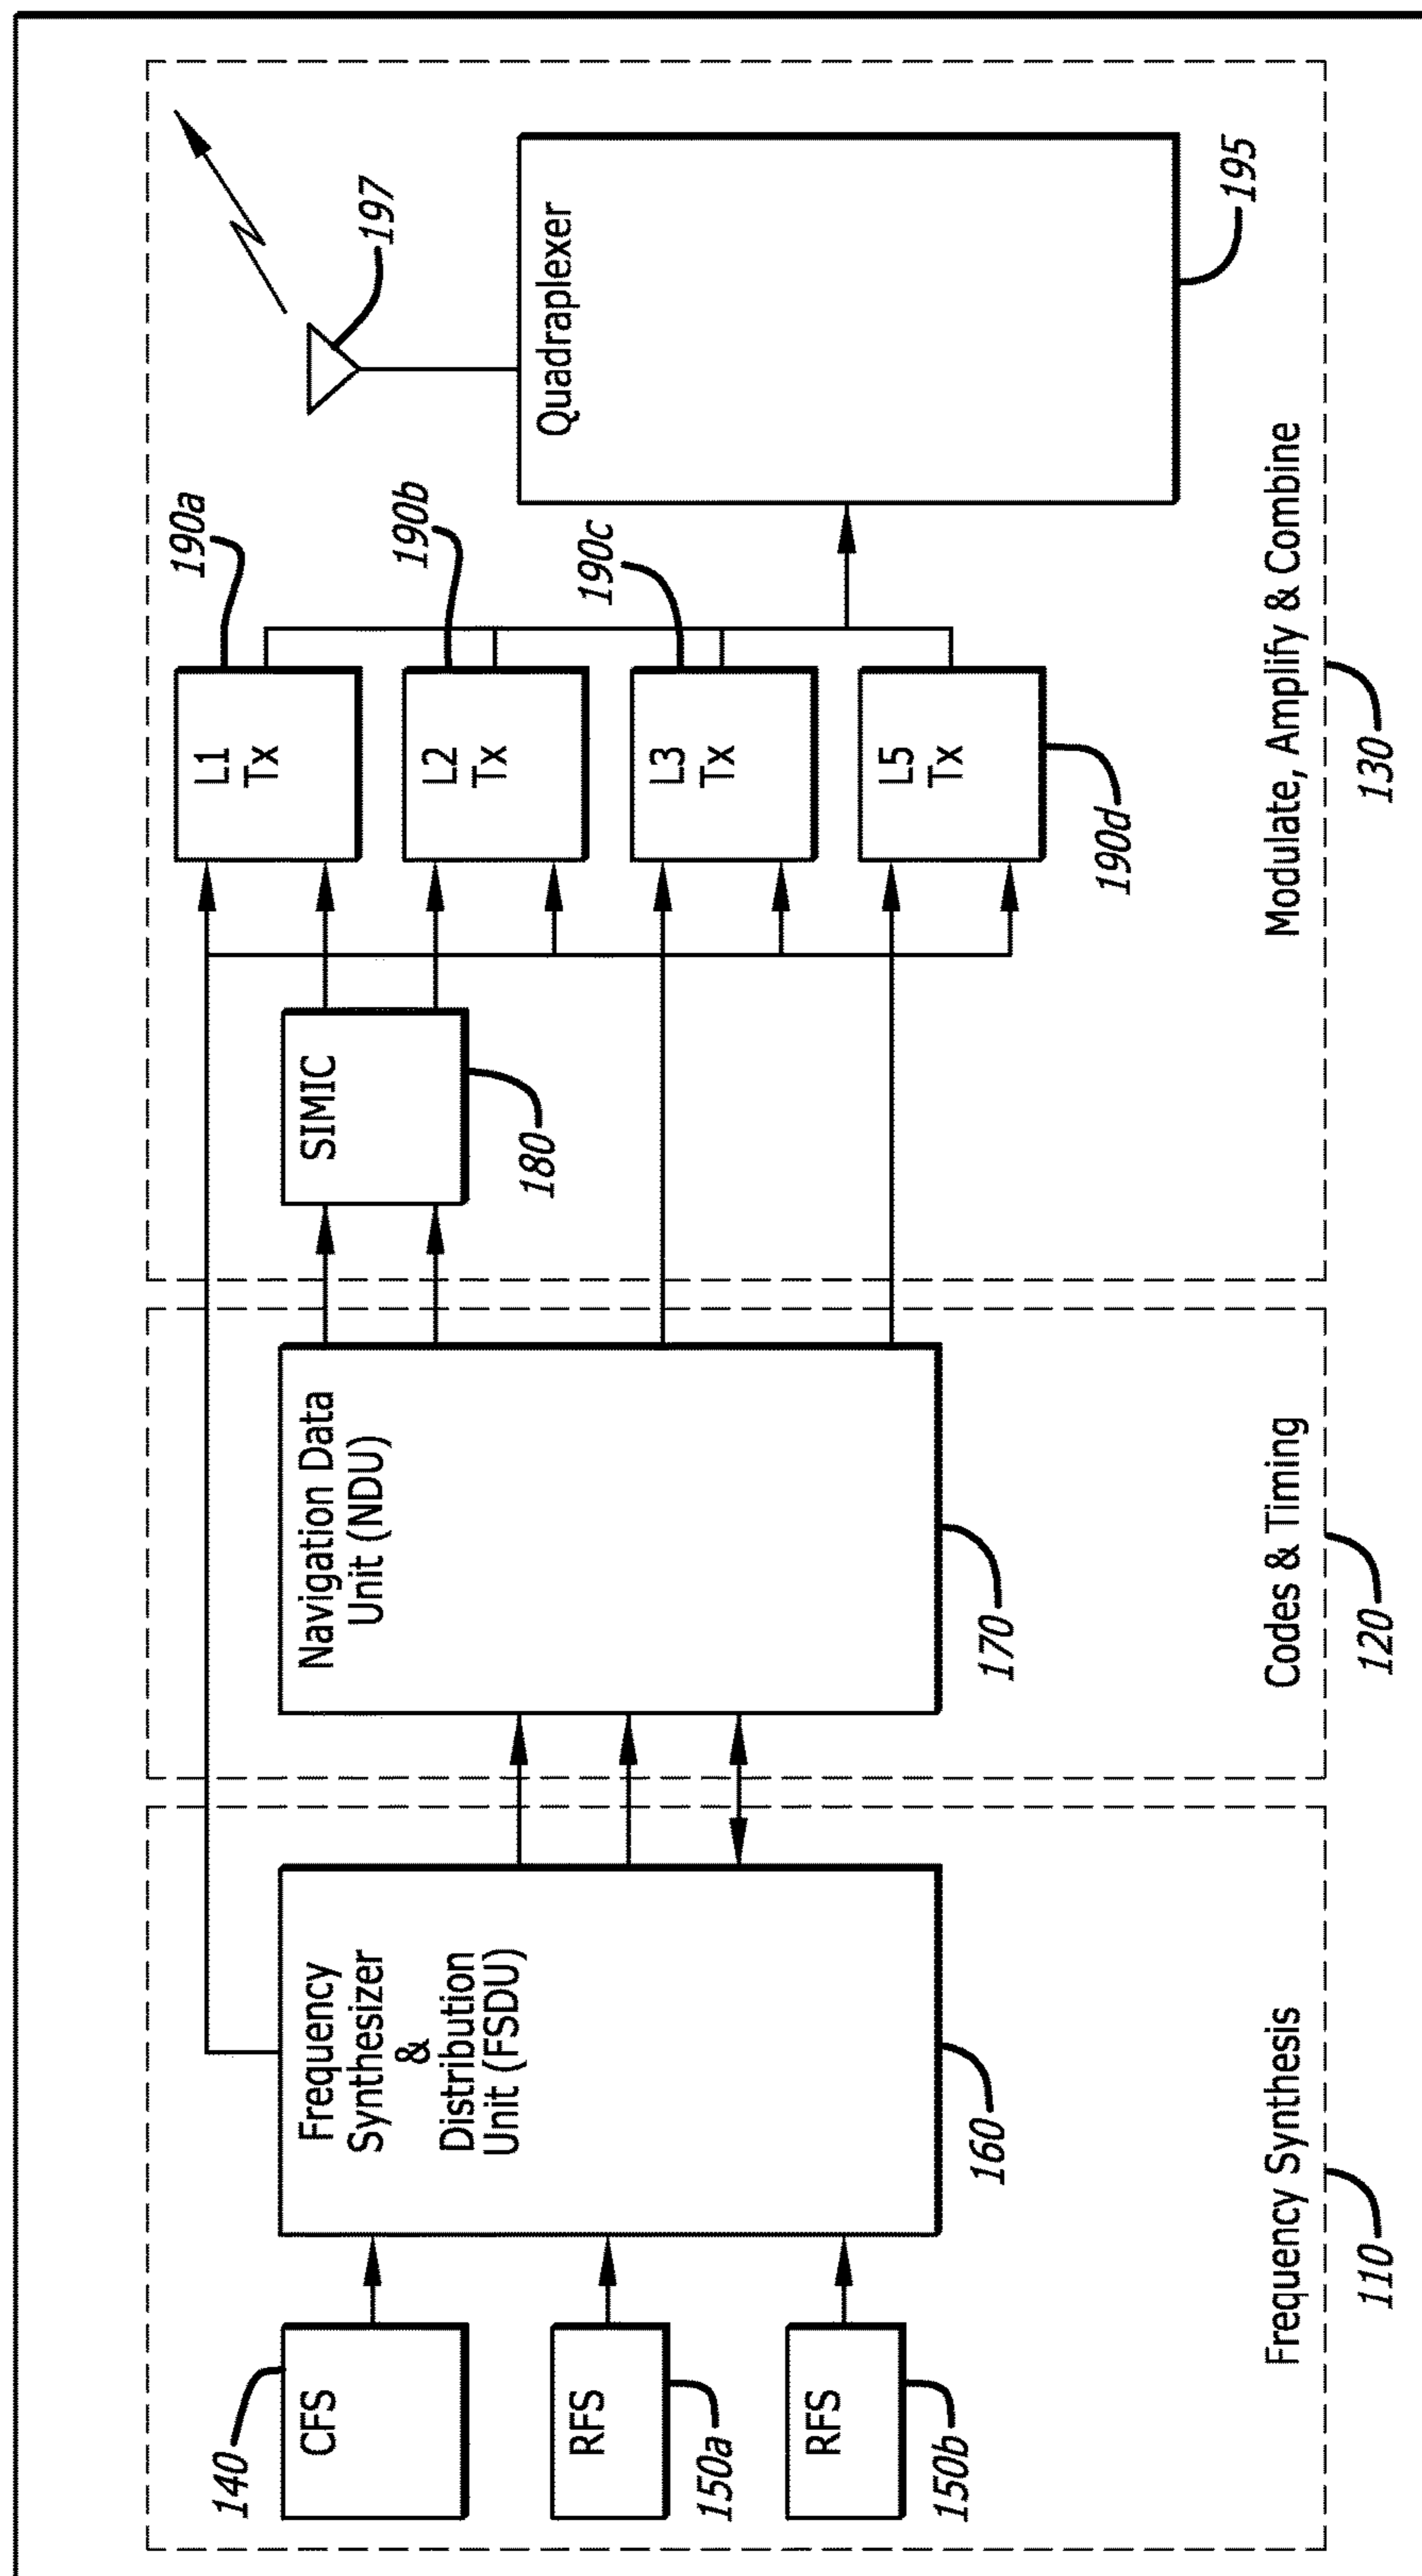 140
CFS
150a
RFS
150b
RFS
Frequency
Synthesizer
&
Distribution
Unit (FSDU)
160
Frequency Synthesis
110
Navigation Data
Unit (NDU)
170
Codes & Timing
120
SIMIC
180
190a
L1
Tx
190b
L2
Tx
190c
L3
Tx
L5
Tx
190d
197
Quadraplexer
195
Modulate, Amplify & Combine
130